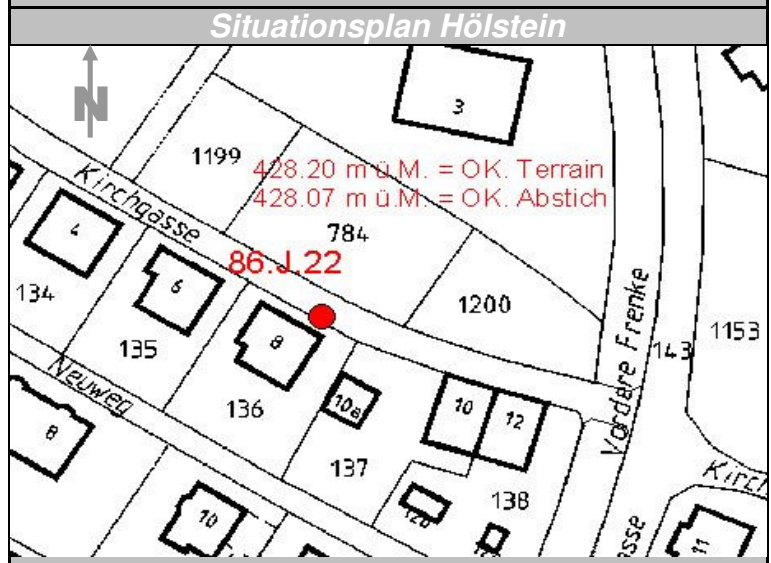 Situationsplan Hölstein
N
3
1199
428.20 m ü.M. = OK. Terrain
428.07 m ü.M. = OK. Abstich
Kirchgasse
784
4
86.J.22
6
134
1200
Vordere Frenke
1153
143
135
8
Neuweg
136
10a
10
12
8
137
Kirch
138
10
12a
asse
11